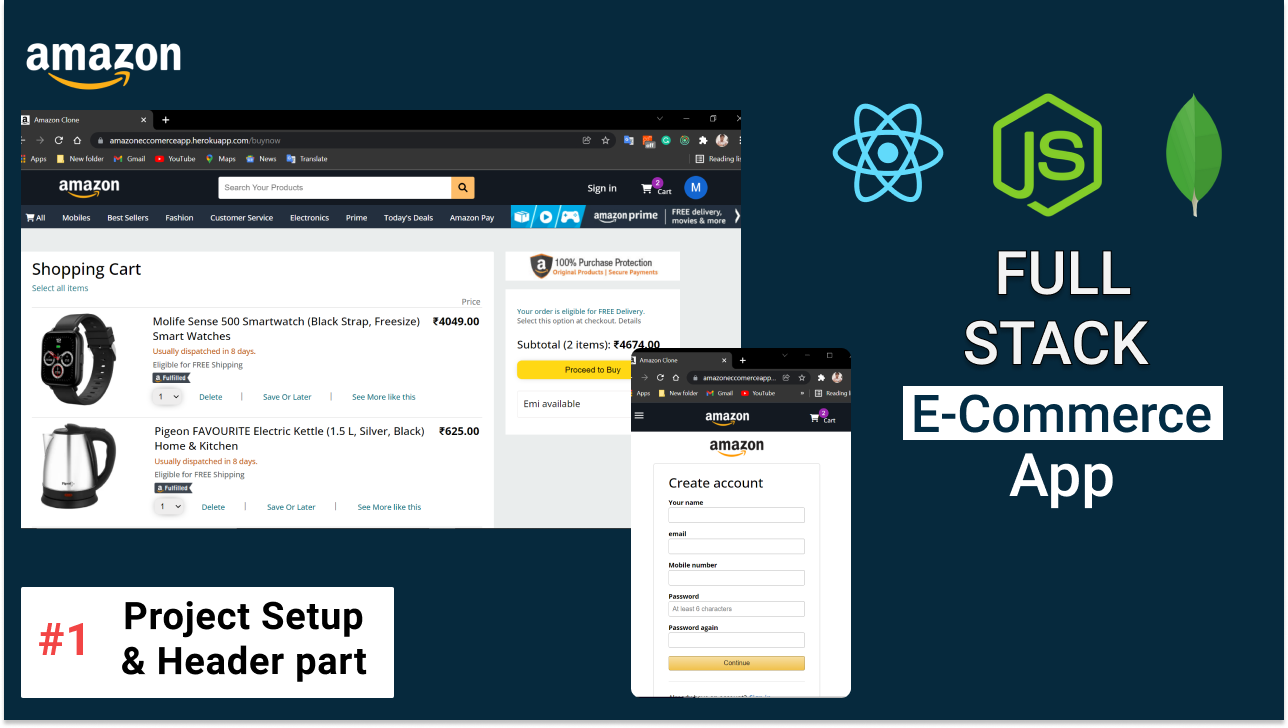 amazon
Amazon Clone
amazoneccomerceapp.herokuapp.com/buynow
Apps New folder Gmail YouTube Maps News Translate Reading lis
amazon Search Your Products Sign in 2 Cart M
All Mobiles Best Sellers Fashion Customer Service Electronics Prime Today's Deals Amazon Pay amazon prime FREE delivery,
movies & more
Shopping Cart
Select all items
Price
Molife Sense 500 Smartwatch (Black Strap, Freesize) ₹4049.00
Smart Watches
Usually dispatched in 8 days.
Eligible for FREE Shipping
a Fulfilled
1 Delete | Save Or Later | See More like this
Pigeon FAVOURITE Electric Kettle (1.5 L, Silver, Black) ₹625.00
Home & Kitchen
Usually dispatched in 8 days.
Eligible for FREE Shipping
a Fulfilled
1 Delete | Save Or Later | See More like this
a 100% Purchase Protection
Original Products | Secure Payments
Your order is eligible for FREE Delivery.
Select this option at checkout. Details
Subtotal (2 items): ₹4674.00
Proceed to Buy
Emi available
Amazon Clone
amazoneccomerceapp...
Apps New folder Gmail YouTube » Reading
amazon 2 Cart
amazon
Create account
Your name
email
Mobile number
Password
At least 6 characters
Password again
Continue
JS
FULL
STACK
E-Commerce
App
#1 Project Setup
& Header part